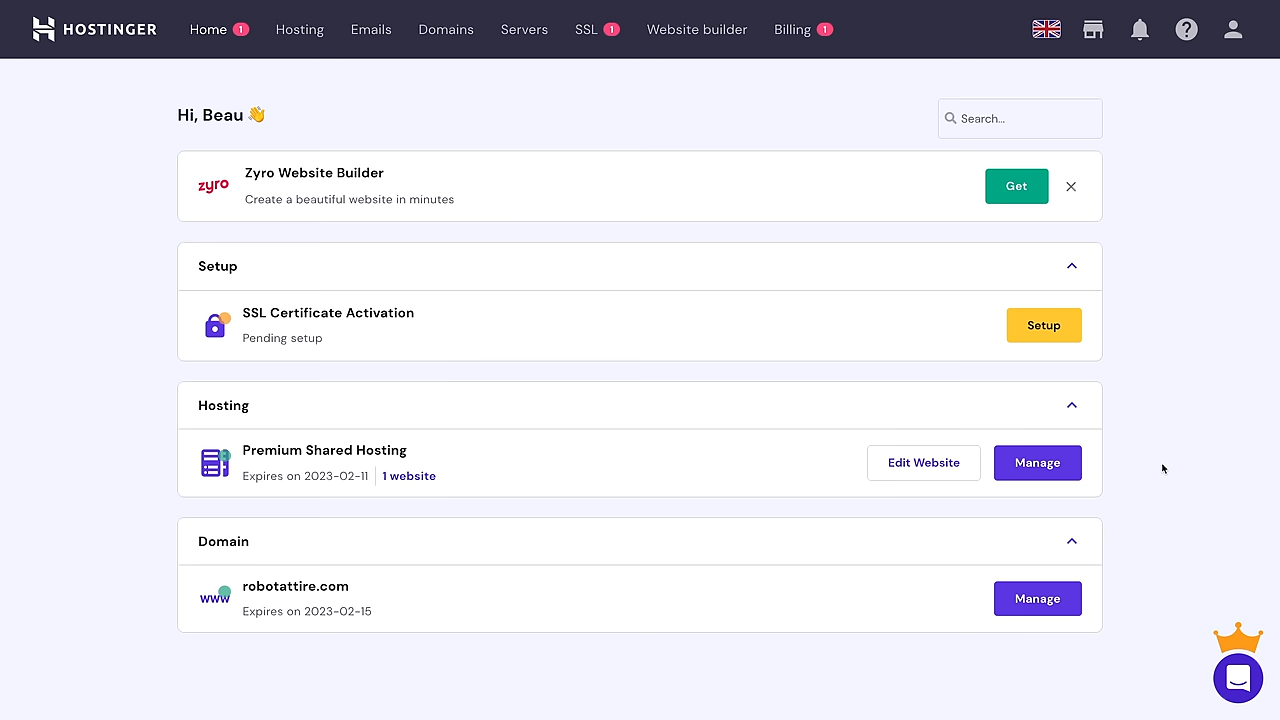 HOSTINGER Home 1 Hosting Emails Domains Servers SSL 1 Website builder Billing 1
Hi, Beau 👋
Search...
zyro
Zyro Website Builder
Create a beautiful website in minutes
Get
Setup
SSL Certificate Activation
Pending setup
Setup
Hosting
Premium Shared Hosting
Expires on 2023-02-11 1 website
Edit Website
Manage
Domain
www
robotattire.com
Expires on 2023-02-15
Manage